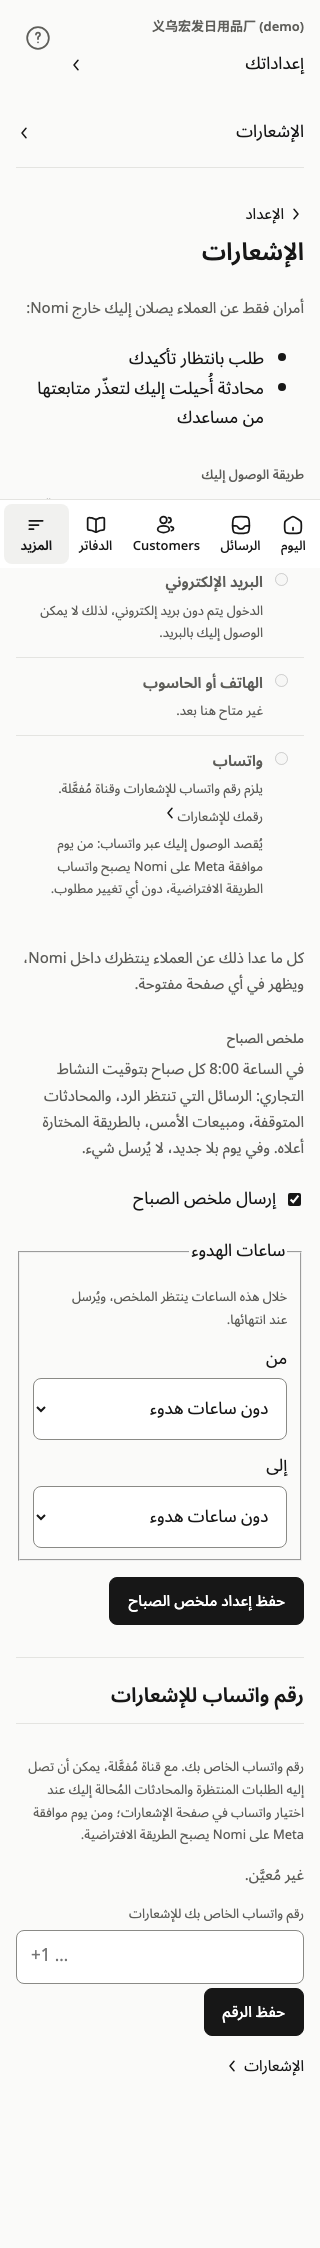 义乌宏发日用品厂 (demo)
إعداداتك
الإشعارات
الإعداد
الإشعارات
أمران فقط عن العملاء يصلان إليك خارج Nomi:
طلب بانتظار تأكيدك
محادثة أُحيلت إليك لتعذّر متابعتها
من مساعدك
طريقة الوصول إليك
اليوم
الرسائل
Customers
الدفاتر
المزيد
البريد الإلكتروني
الدخول يتم دون بريد إلكتروني، لذلك لا يمكن
الوصول إليك بالبريد.
الهاتف أو الحاسوب
غير متاح هنا بعد.
واتساب
يلزم رقم واتساب للإشعارات وقناة مُفعَّلة.
رقمك للإشعارات
يُقصد الوصول إليك عبر واتساب: من يوم
موافقة Meta على Nomi يصبح واتساب
الطريقة الافتراضية، دون أي تغيير مطلوب.
كل ما عدا ذلك عن العملاء ينتظرك داخل Nomi،
ويظهر في أي صفحة مفتوحة.
ملخص الصباح
في الساعة 8:00 كل صباح بتوقيت النشاط
التجاري: الرسائل التي تنتظر الرد، والمحادثات
المتوقفة، ومبيعات الأمس، بالطريقة المختارة
أعلاه. وفي يوم بلا جديد، لا يُرسل شيء.
إرسال ملخص الصباح
ساعات الهدوء
خلال هذه الساعات ينتظر الملخص، ويُرسل
عند انتهائها.
من
دون ساعات هدوء
إلى
دون ساعات هدوء
حفظ إعداد ملخص الصباح
رقم واتساب للإشعارات
رقم واتساب الخاص بك. مع قناة مُفعَّلة، يمكن أن تصل
إليه الطلبات المنتظرة والمحادثات المُحالة إليك عند
اختيار واتساب في صفحة الإشعارات؛ ومن يوم موافقة
Meta على Nomi يصبح الطريقة الافتراضية.
غير مُعيَّن.
رقم واتساب الخاص بك للإشعارات
+1 ...
حفظ الرقم
الإشعارات